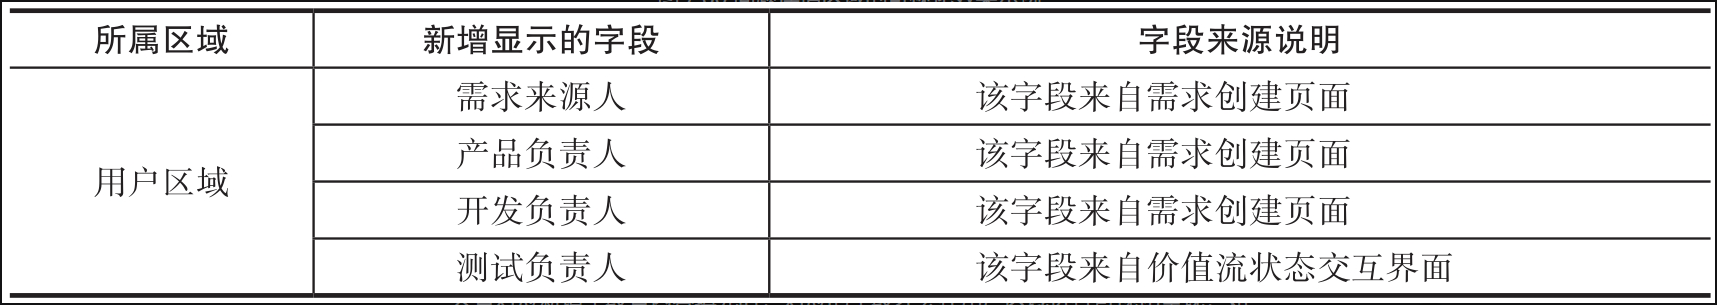 所属区域 新增显示的字段 字段来源说明
需求来源人 该字段来自需求创建页面
产品负责人 该字段来自需求创建页面
用户区域
开发负责人 该字段来自需求创建页面
测试负责人 该字段来自价值流状态交互界面